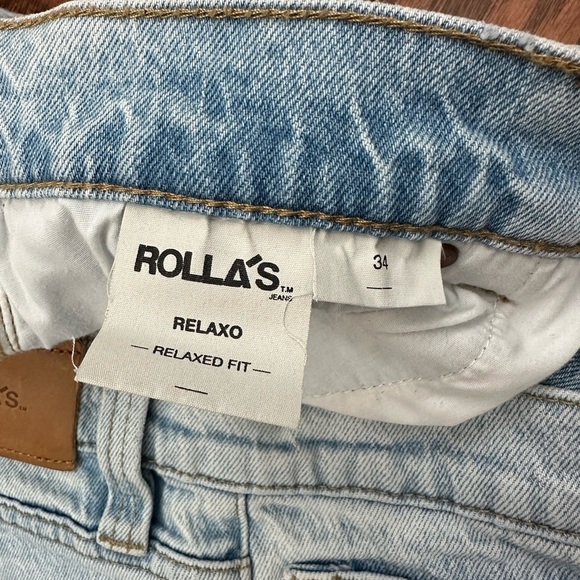 ROLLA'S T.M
JEANS
RELAXO
— RELAXED FIT —
34
A'S TM